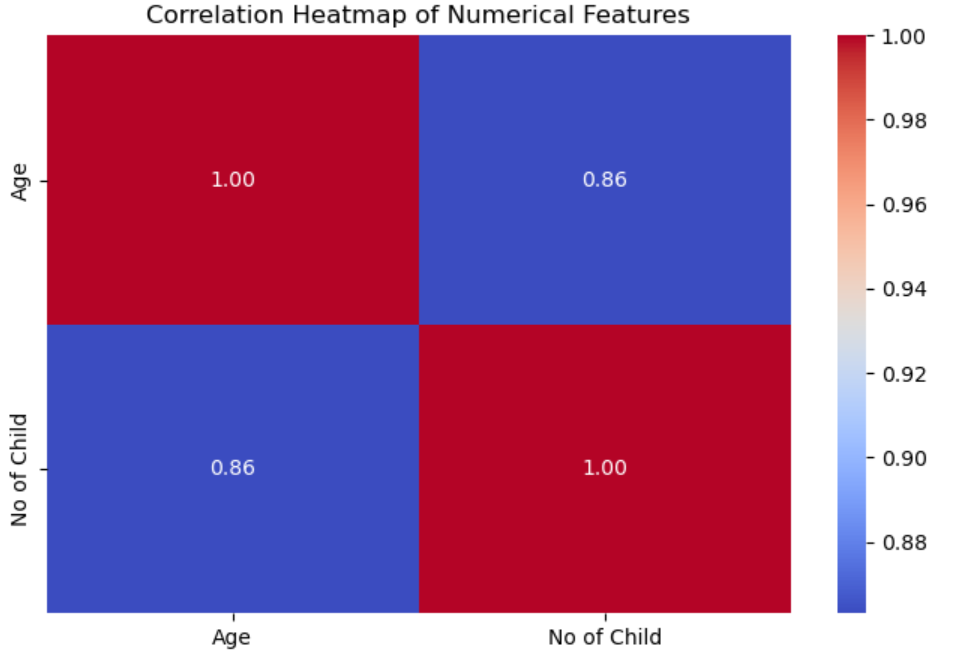 Correlation Heatmap of Numerical Features
Age
No of Child
1.00
0.86
0.86
1.00
Age
No of Child
1.00
0.98
0.96
0.94
0.92
0.90
0.88